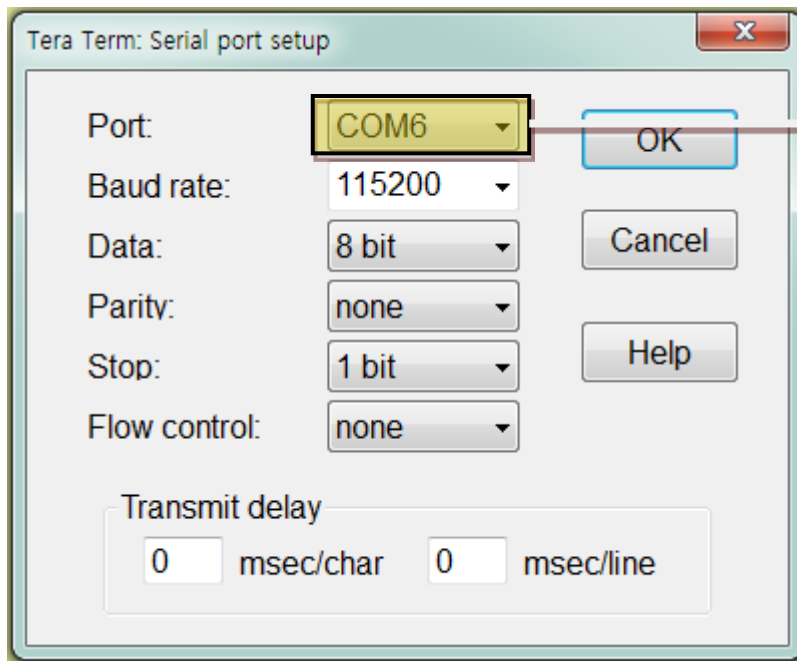 Tera Term: Serial port setup
Port: COM6 OK
Baud rate: 115200
Data: 8 bit Cancel
Parity: none
Stop: 1 bit Help
Flow control: none
Transmit delay
0 msec/char 0 msec/line